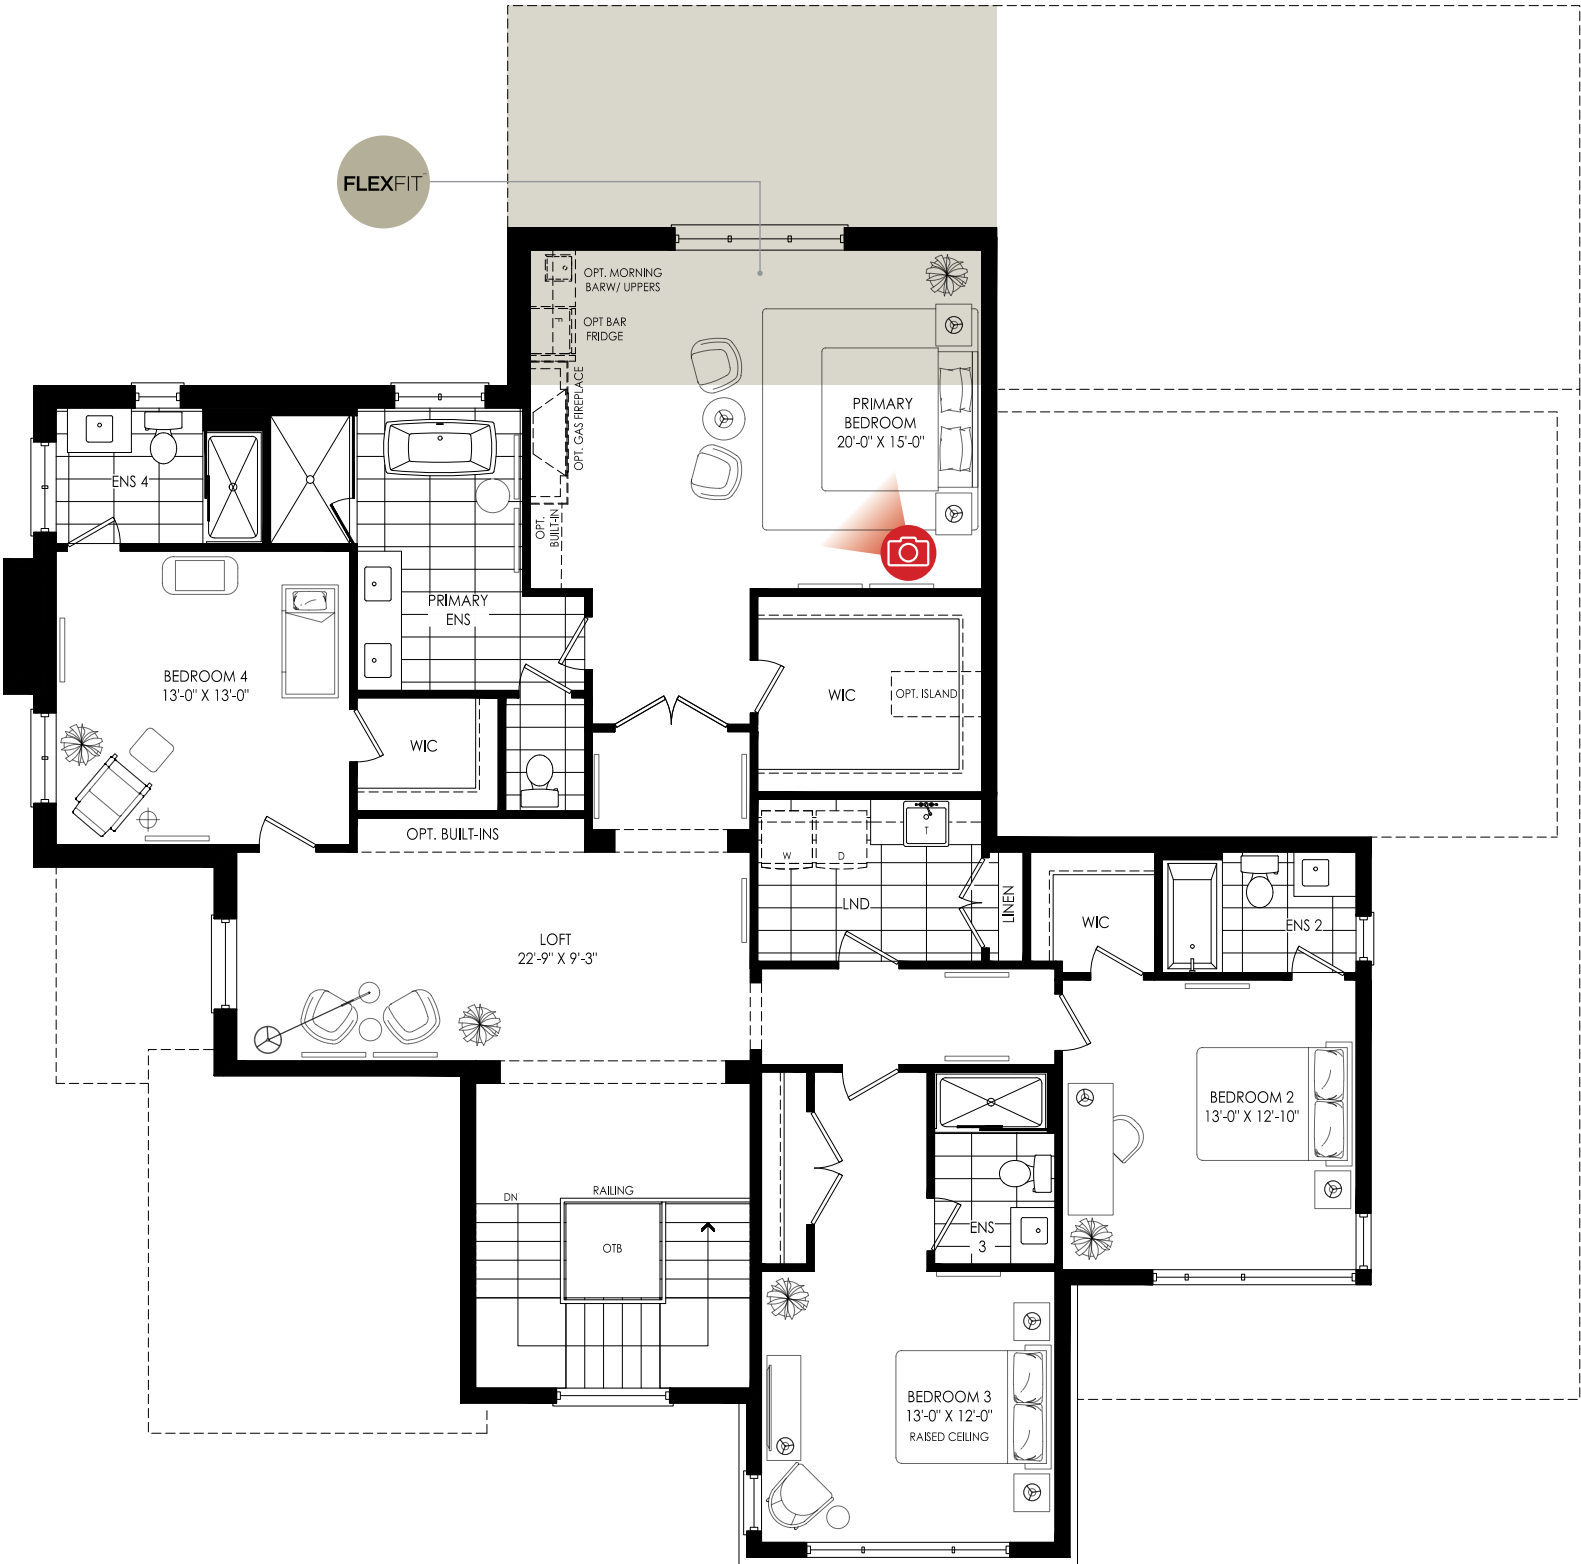 FLEXFIT™
OPT. MORNING
BARW/ UPPERS
OPT BAR
FRIDGE
F
OPT. GAS FIREPLACE
PRIMARY
BEDROOM
20'-0" X 15'-0"
OPT.
BUILT-IN
ENS 4
PRIMARY
ENS
BEDROOM 4
13'-0" X 13'-0"
WIC
WIC
OPT. ISLAND
OPT. BUILT-INS
W
D
T
LND
LINEN
WIC
ENS 2
LOFT
22'-9" X 9'-3"
BEDROOM 2
13'-0" X 12'-10"
DN
RAILING
OTB
ENS
3
BEDROOM 3
13'-0" X 12'-0"
RAISED CEILING